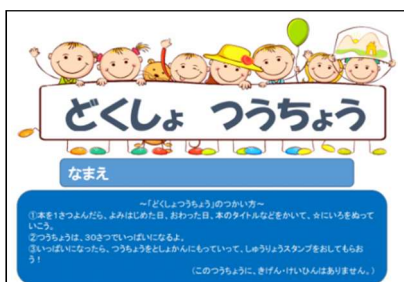 どくしょ つうちょう
なまえ
～「どくしょつうちょう」のつかい方～
①本を1さつよんだら、よみはじめた日、おわった日、本のタイトルなどをかいて、☆にいろをぬって
いこう。
②つうちょうは、30さつでいっぱいになるよ。
③いっぱいになったら、つうちょうをとしょかんにもっていって、しゅうりょうスタンプをおしてもらお
う！
（このつうちょうに、きげん・けいひんはありません。）